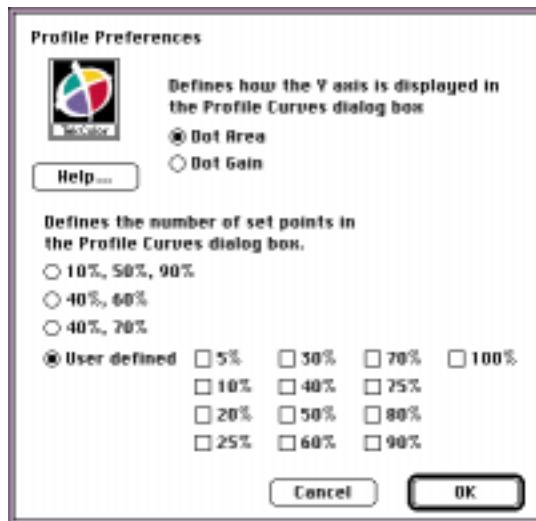 Profile Preferences
TekColor
Defines how the Y axis is displayed in
the Profile Curves dialog box
Dot Area
Dot Gain
Help...
Defines the number of set points in
the Profile Curves dialog box.
10%, 50%, 90%
40%, 60%
40%, 70%
User defined 5% 30% 70% 100%
10% 40% 75%
20% 50% 80%
25% 60% 90%
Cancel OK